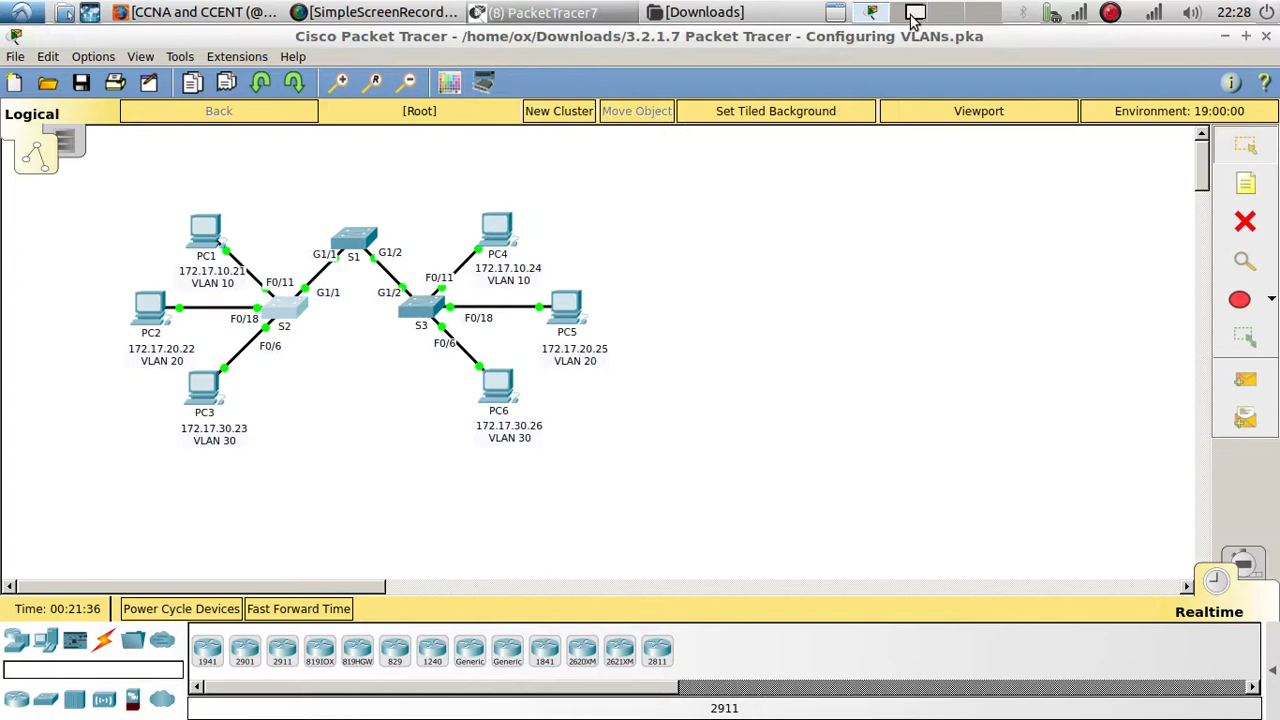 [CCNA and CCENT (@... [SimpleScreenRecord... (8) PacketTracer7 [Downloads] 22:28
Cisco Packet Tracer - /home/ox/Downloads/3.2.1.7 Packet Tracer - Configuring VLANs.pka
File Edit Options View Tools Extensions Help
Logical Back [Root] New Cluster Move Object Set Tiled Background Viewport Environment: 19:00:00
PC1
172.17.10.21
VLAN 10
F0/11
G1/1
S1
G1/2
PC4
172.17.10.24
VLAN 10
F0/11
G1/1
G1/2
PC2
172.17.20.22
VLAN 20
F0/18
S2
F0/6
S3
F0/18
F0/6
PC5
172.17.20.25
VLAN 20
PC3
172.17.30.23
VLAN 30
PC6
172.17.30.26
VLAN 30
Time: 00:21:36 Power Cycle Devices Fast Forward Time Realtime
1941 2901 2911 819IOX 819HGW 829 1240 Generic Generic 1841 2620XM 2621XM 2811
2911